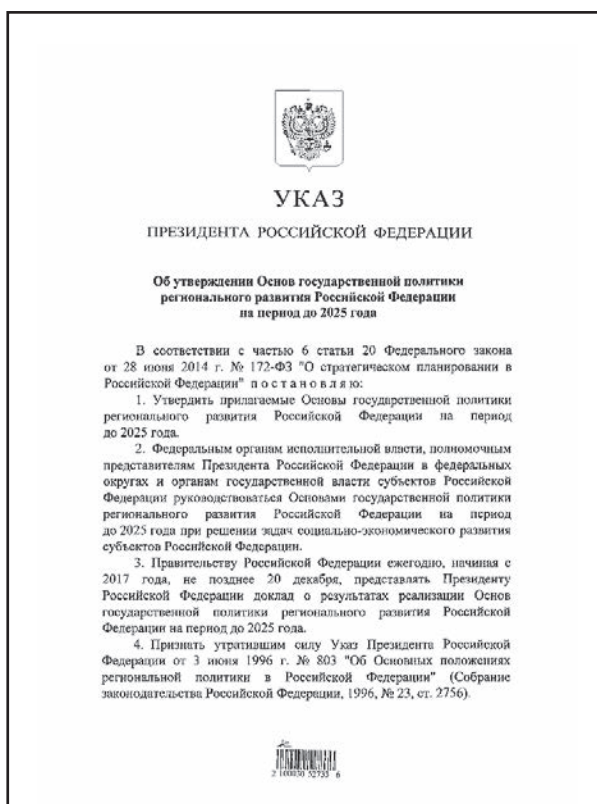 УКАЗ
ПРЕЗИДЕНТА РОССИЙСКОЙ ФЕДЕРАЦИИ
Об утверждении Основ государственной политики
регионального развития Российской Федерации
на период до 2025 года
В соответствии с частью 6 статьи 20 Федерального закона
от 28 июня 2014 г. № 172-ФЗ "О стратегическом планировании в
Российской Федерации" п о с т а н о в л я ю:
1. Утвердить прилагаемые Основы государственной политики
регионального развития Российской Федерации на период
до 2025 года.
2. Федеральным органам исполнительной власти, полномочным
представителям Президента Российской Федерации в федеральных
округах и органам государственной власти субъектов Российской
Федерации руководствоваться Основами государственной политики
регионального развития Российской Федерации на период
до 2025 года при решении задач социально-экономического развития
субъектов Российской Федерации.
3. Правительству Российской Федерации ежегодно, начиная с
2017 года, не позднее 20 декабря, представлять Президенту
Российской Федерации доклад о результатах реализации Основ
государственной политики регионального развития Российской
Федерации на период до 2025 года.
4. Признать утратившим силу Указ Президента Российской
Федерации от 3 июня 1996 г. № 803 "Об Основных положениях
региональной политики в Российской Федерации" (Собрание
законодательства Российской Федерации, 1996, № 23, ст. 2756).
2 100030 52735 6